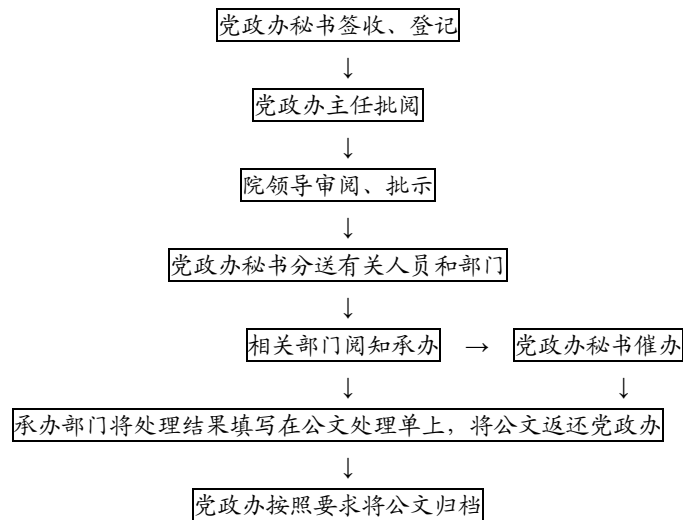 党政办秘书签收、登记
↓
党政办主任批阅
↓
院领导审阅、批示
↓
党政办秘书分送有关人员和部门
↓
相关部门阅知承办 → 党政办秘书催办
↓ ↓
承办部门将处理结果填写在公文处理单上，将公文返还党政办
↓
党政办按照要求将公文归档